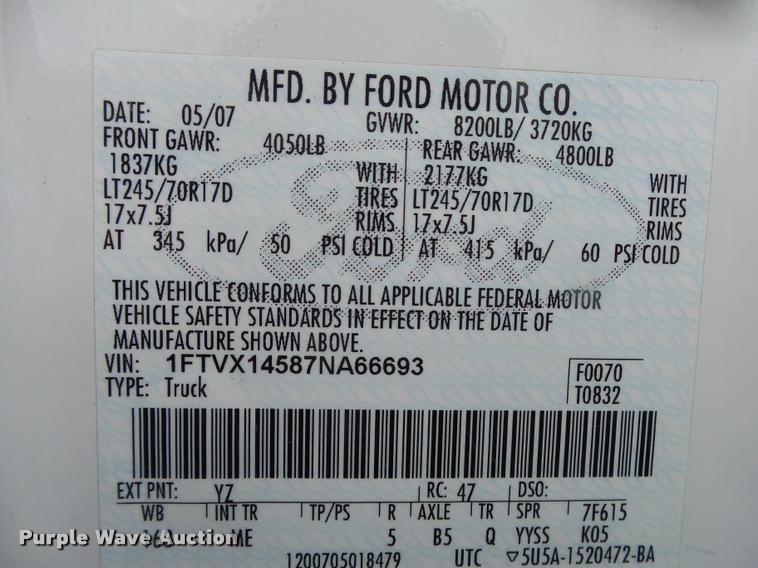 MFD. BY FORD MOTOR CO.
DATE: 05/07 GVWR: 8200LB/ 3720KG
FRONT GAWR: 4050LB REAR GAWR: 4800LB
1837KG WITH 2177KG WITH
LT245/70R17D TIRES LT245/70R17D TIRES
17x7.5J RIMS 17x7.5J RIMS
AT 345 kPa/ 50 PSI COLD AT 415 kPa/ 60 PSI COLD
Ford
THIS VEHICLE CONFORMS TO ALL APPLICABLE FEDERAL MOTOR
VEHICLE SAFETY STANDARDS IN EFFECT ON THE DATE OF
MANUFACTURE SHOWN ABOVE.
VIN: 1FTVX14587NA66693
TYPE: Truck
F0070
T0832
EXT PNT: YZ RC: 47 DSO:
WB INT TR TP/PS R AXLE TR SPR 7F615
5 B5 Q YYSS K05
1200705018479 UTC ▽5U5A-1520472-BA
Purple Wave Auction